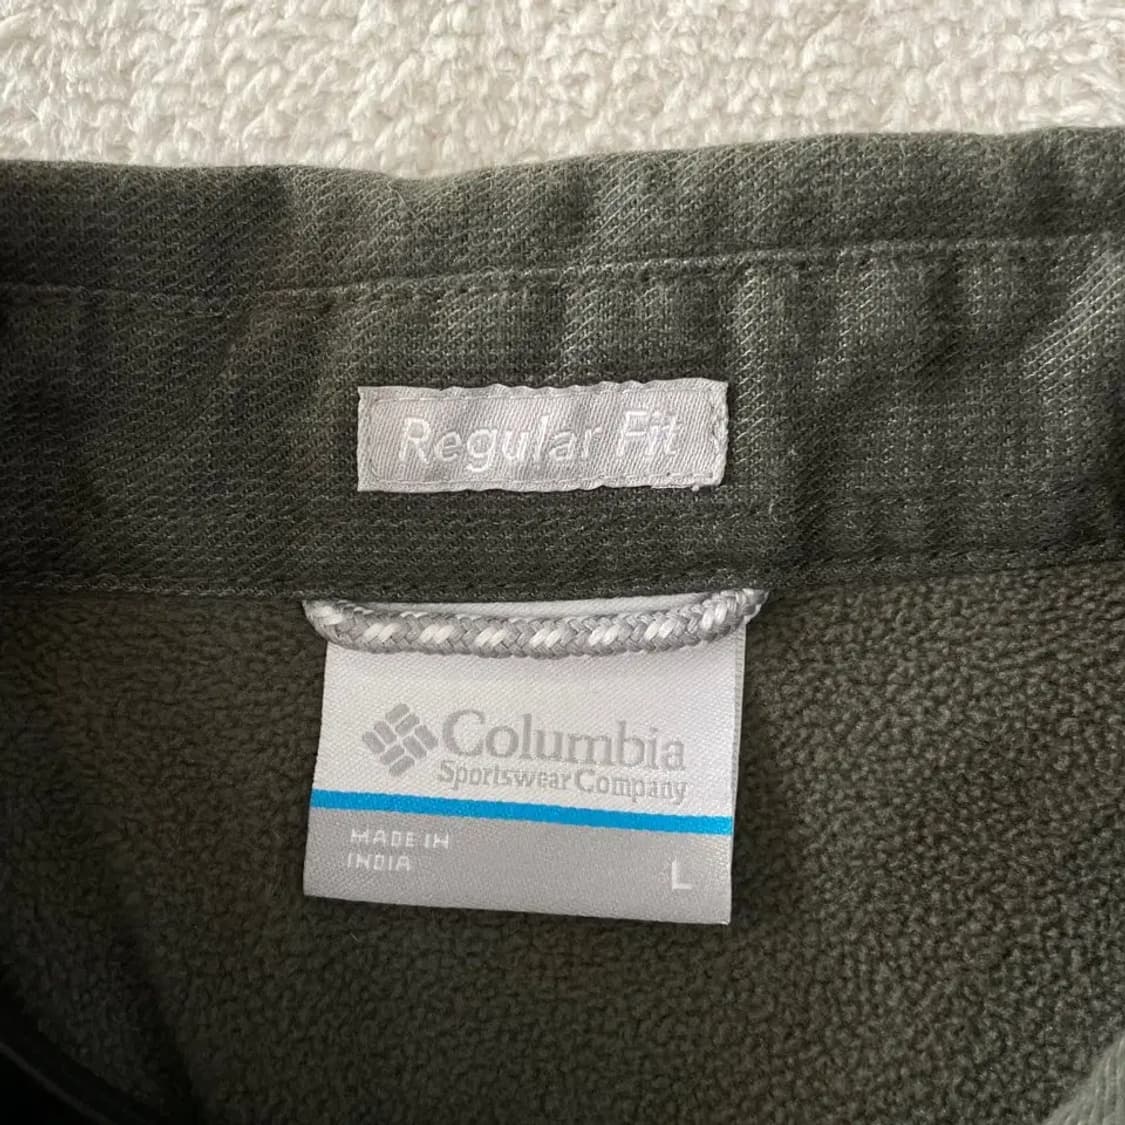 Regular Fit
Columbia
Sportswear Company
MADE IN
INDIA
L